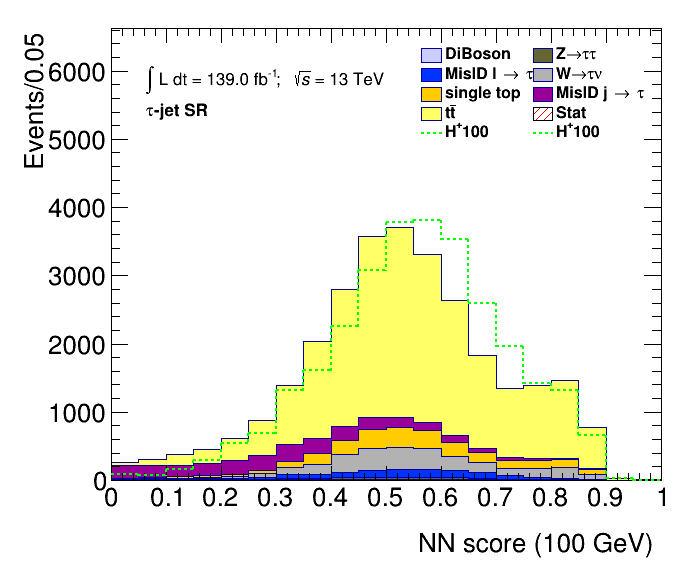 Events/0.05
6000
5000
4000
3000
2000
1000
0
∫ L dt = 139.0 fb⁻¹; √s = 13 TeV
τ-jet SR
DiBoson
Z→ττ
MisID l → τ
W→τν
single top
MisID j → τ
tt̄
Stat
H⁺100
H⁺100
0 0.1 0.2 0.3 0.4 0.5 0.6 0.7 0.8 0.9 1
NN score (100 GeV)